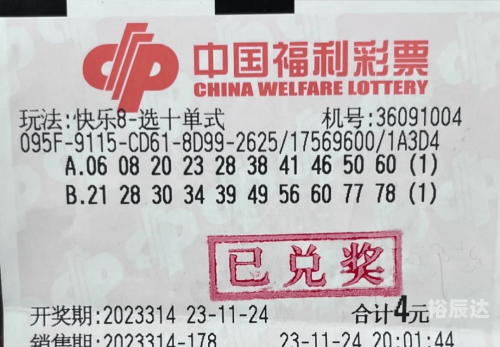 中国福利彩票
CHINA WELFARE LOTTERY
玩法:快乐8-选十单式 机号:36091004
095F-9115-CD61-8D99-2625/17569600/1A3D4
A.06 08 20 23 28 38 41 46 50 60 (1)
B.21 28 30 34 39 49 56 60 77 78 (1)
已兑奖
开奖期:2023314 23-11-24 合计4元
销售期:2023314-178 23-11-24 20:01:44
裕辰达